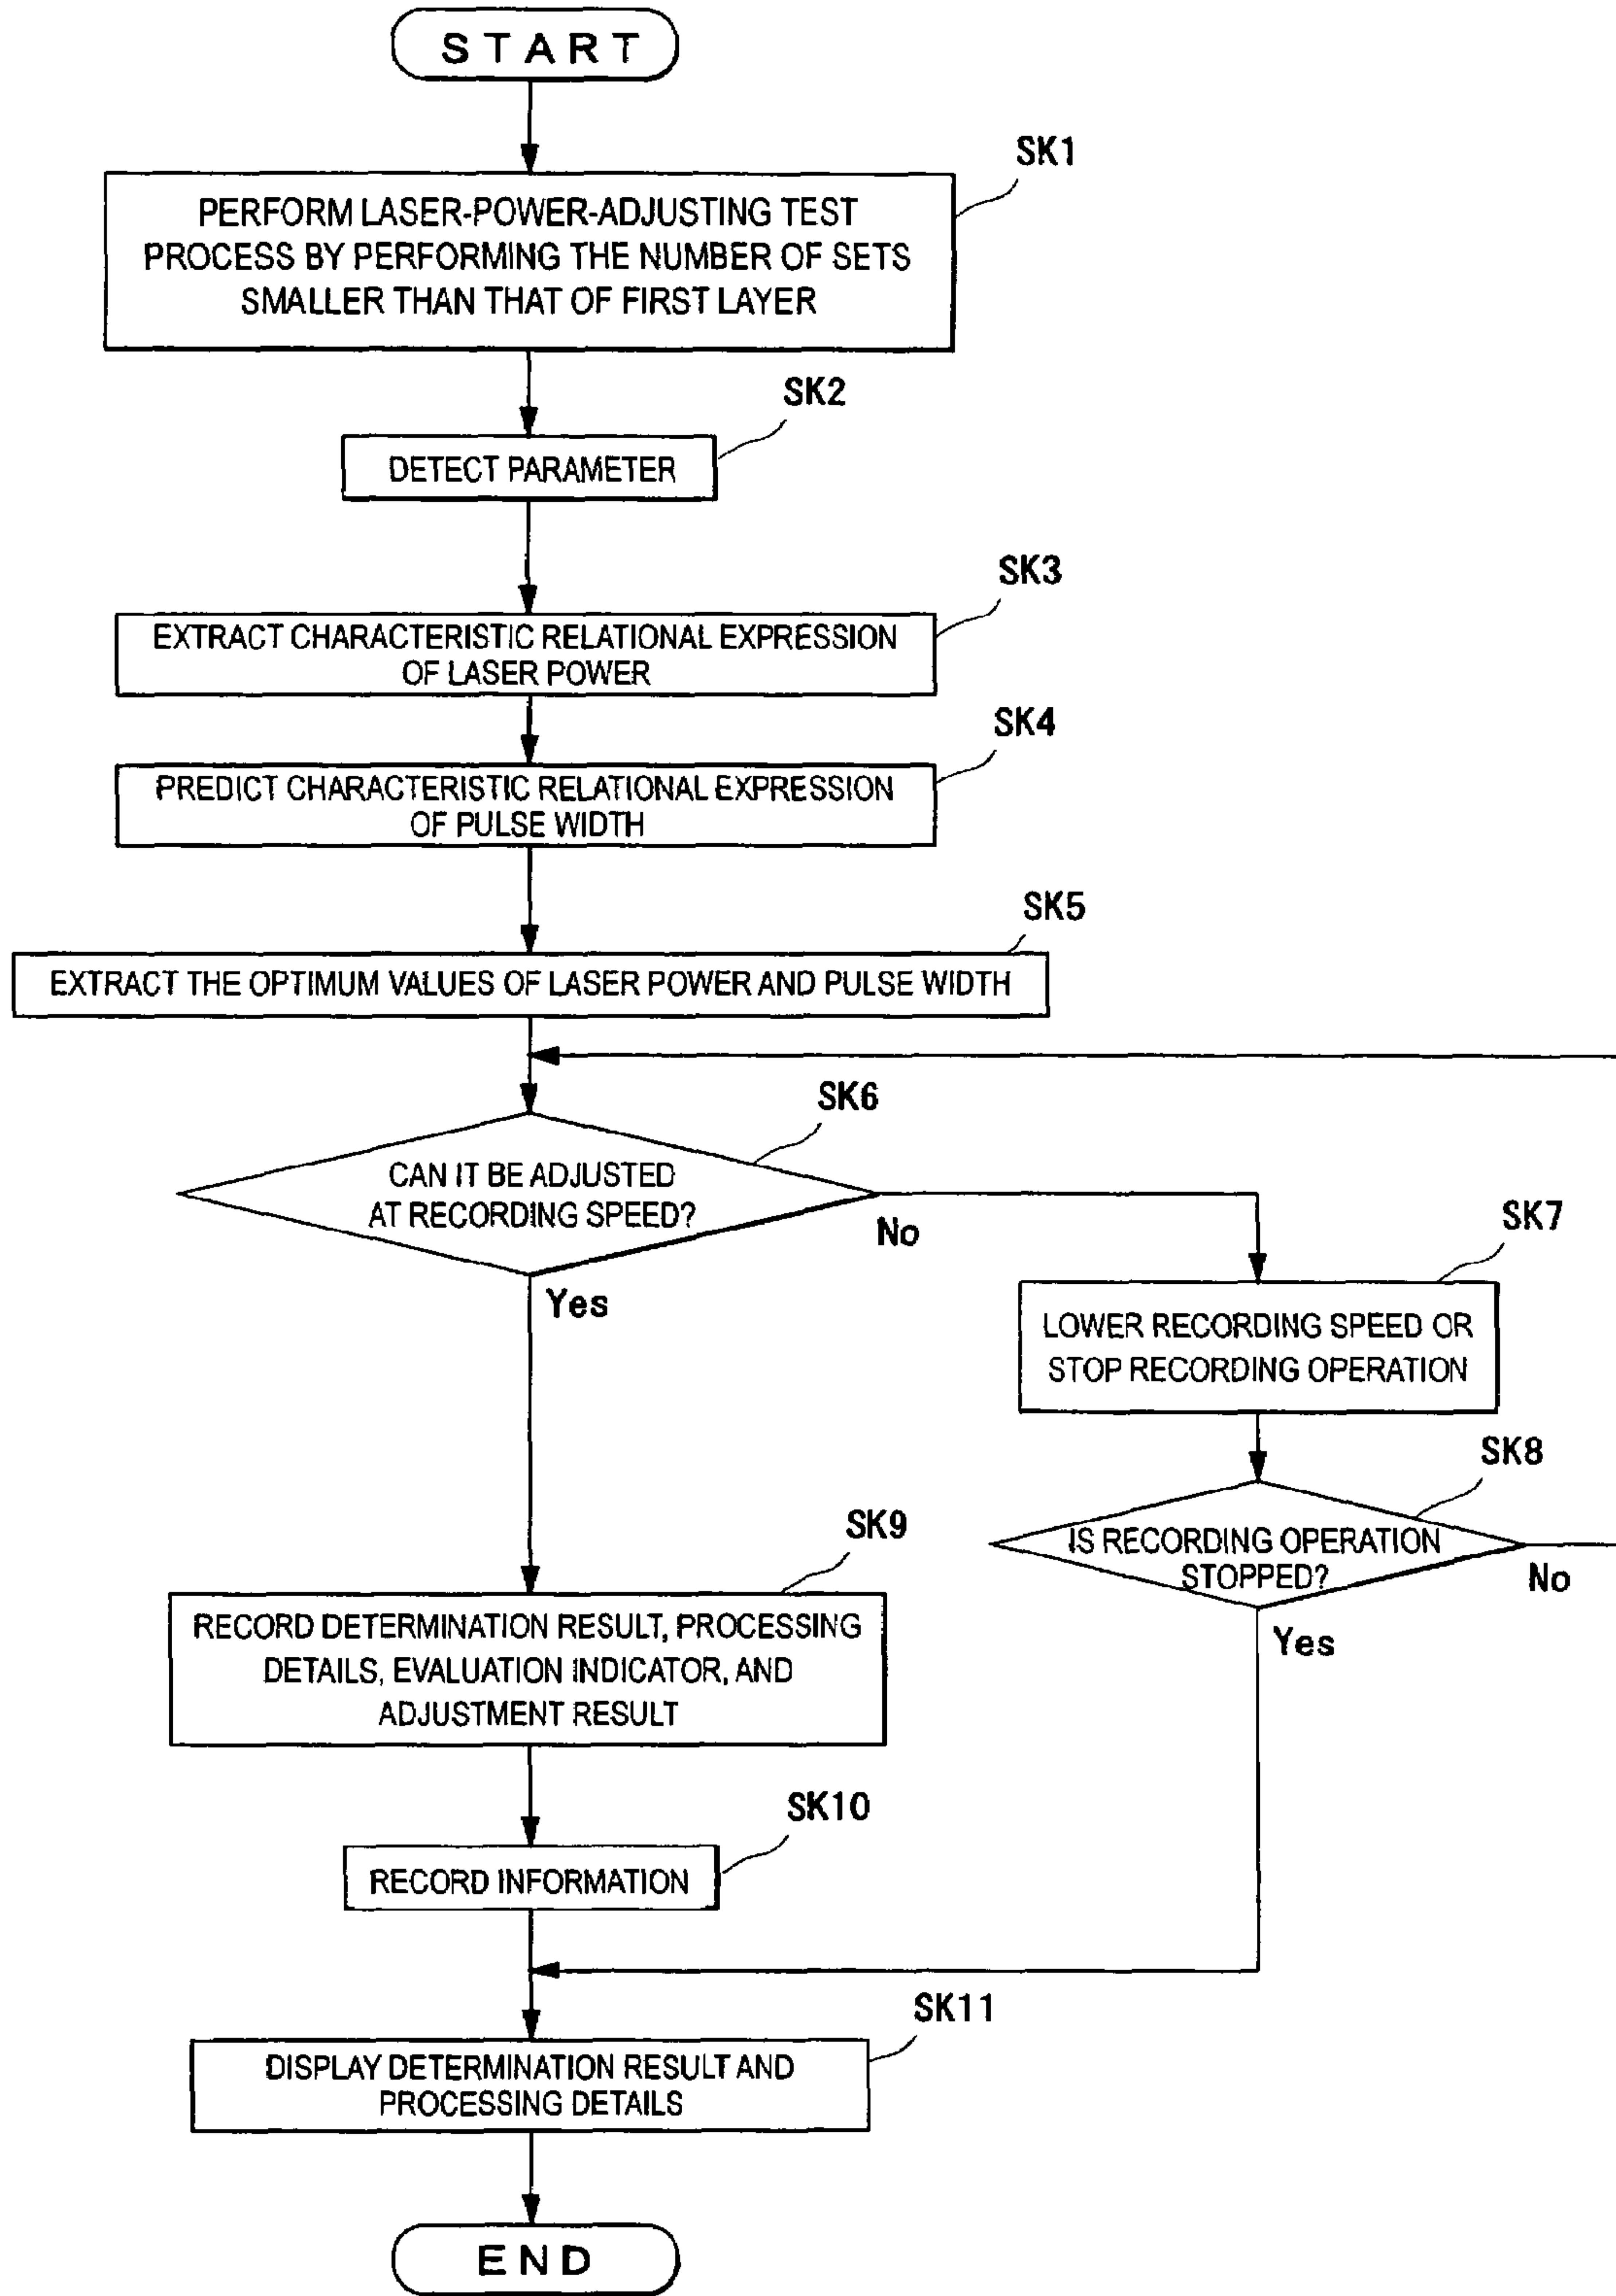 START
SK1
PERFORM LASER-POWER-ADJUSTING TEST
PROCESS BY PERFORMING THE NUMBER OF SETS
SMALLER THAN THAT OF FIRST LAYER
SK2
DETECT PARAMETER
SK3
EXTRACT CHARACTERISTIC RELATIONAL EXPRESSION
OF LASER POWER
SK4
PREDICT CHARACTERISTIC RELATIONAL EXPRESSION
OF PULSE WIDTH
SK5
EXTRACT THE OPTIMUM VALUES OF LASER POWER AND PULSE WIDTH
SK6
CAN IT BE ADJUSTED
AT RECORDING SPEED?
No
Yes
SK7
LOWER RECORDING SPEED OR
STOP RECORDING OPERATION
SK8
IS RECORDING OPERATION
STOPPED?
No
Yes
SK9
RECORD DETERMINATION RESULT, PROCESSING
DETAILS, EVALUATION INDICATOR, AND
ADJUSTMENT RESULT
SK10
RECORD INFORMATION
SK11
DISPLAY DETERMINATION RESULT AND
PROCESSING DETAILS
END